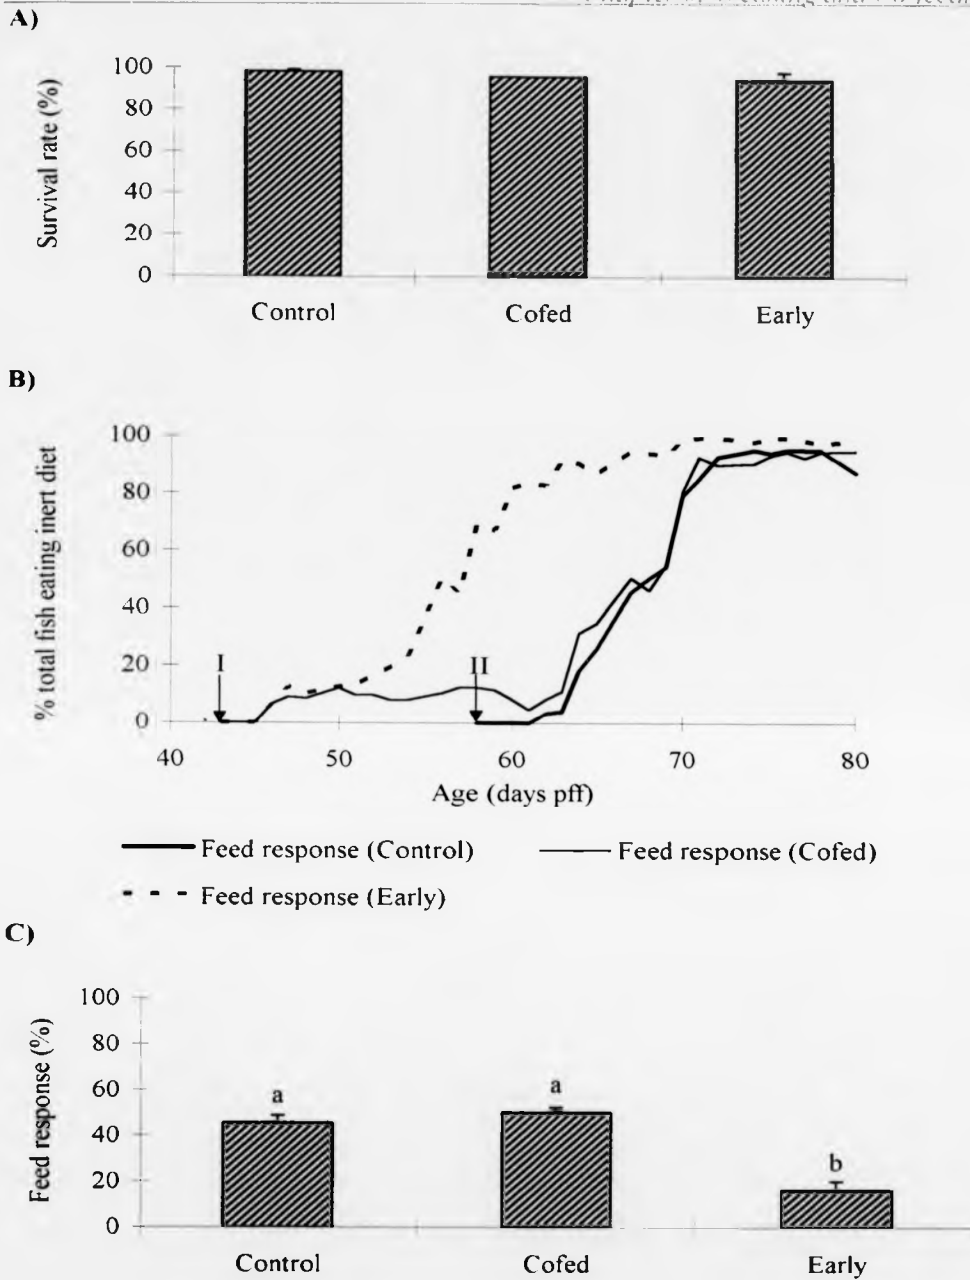 A)
100
80
60
40
20
0
Survival rate (%)
Control Cofed Early
B)
100
80
60
40
20
0
% total fish eating inert diet
I
II
40 50 60 70 80
Age (days pff)
Feed response (Control) Feed response (Cofed)
Feed response (Early)
C)
100
80
60
40
20
0
Feed response (%)
a a b
Control Cofed Early